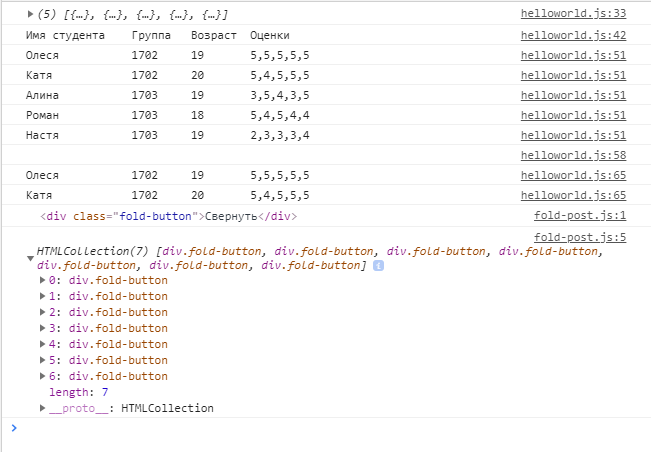 (5) [{…}, {…}, {…}, {…}, {…}] helloworld.js:33
Имя студента Группа Возраст Оценки helloworld.js:42
Олеся 1702 19 5,5,5,5,5 helloworld.js:51
Катя 1702 20 5,4,5,5,5 helloworld.js:51
Алина 1703 19 3,5,4,3,5 helloworld.js:51
Роман 1703 18 5,4,5,4,4 helloworld.js:51
Настя 1703 19 2,3,3,3,4 helloworld.js:51
helloworld.js:58
Олеся 1702 19 5,5,5,5,5 helloworld.js:65
Катя 1702 20 5,4,5,5,5 helloworld.js:65
<div class="fold-button">Свернуть</div> fold-post.js:1
fold-post.js:5
HTMLCollection(7) [div.fold-button, div.fold-button, div.fold-button, div.fold-button,
div.fold-button, div.fold-button, div.fold-button] i
0: div.fold-button
1: div.fold-button
2: div.fold-button
3: div.fold-button
4: div.fold-button
5: div.fold-button
6: div.fold-button
length: 7
__proto__: HTMLCollection